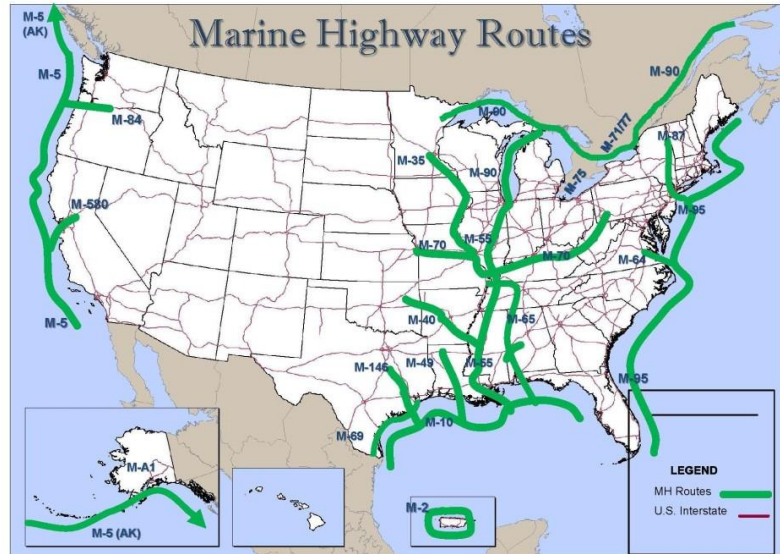 M-5
(AK)
Marine Highway Routes
M-5
M-90
M-84
M-90
M-71/77
M-87
M-35
M-90
M-75
M-580
M-95
M-55
M-70
M-70
M-64
M-5
M-40
M-65
M-49
M-55
M-146
M-95
M-69
M-10
M-A1
LEGEND
MH Routes
U.S. Interstate
M-2
M-5 (AK)